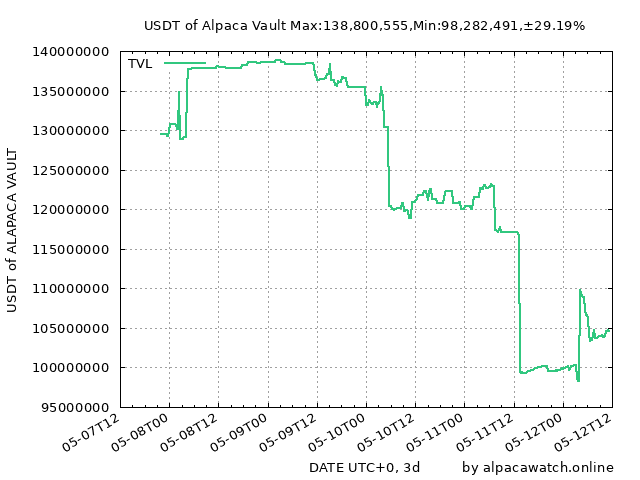 USDT of Alpaca Vault Max:138,800,555,Min:98,282,491,±29.19%
TVL
140000000
135000000
130000000
125000000
120000000
115000000
110000000
105000000
100000000
95000000
USDT of ALAPACA VAULT
05-07T12
05-08T00
05-08T12
05-09T00
05-09T12
05-10T00
05-10T12
05-11T00
05-11T12
05-12T00
05-12T12
DATE UTC+0, 3d
by alpacawatch.online